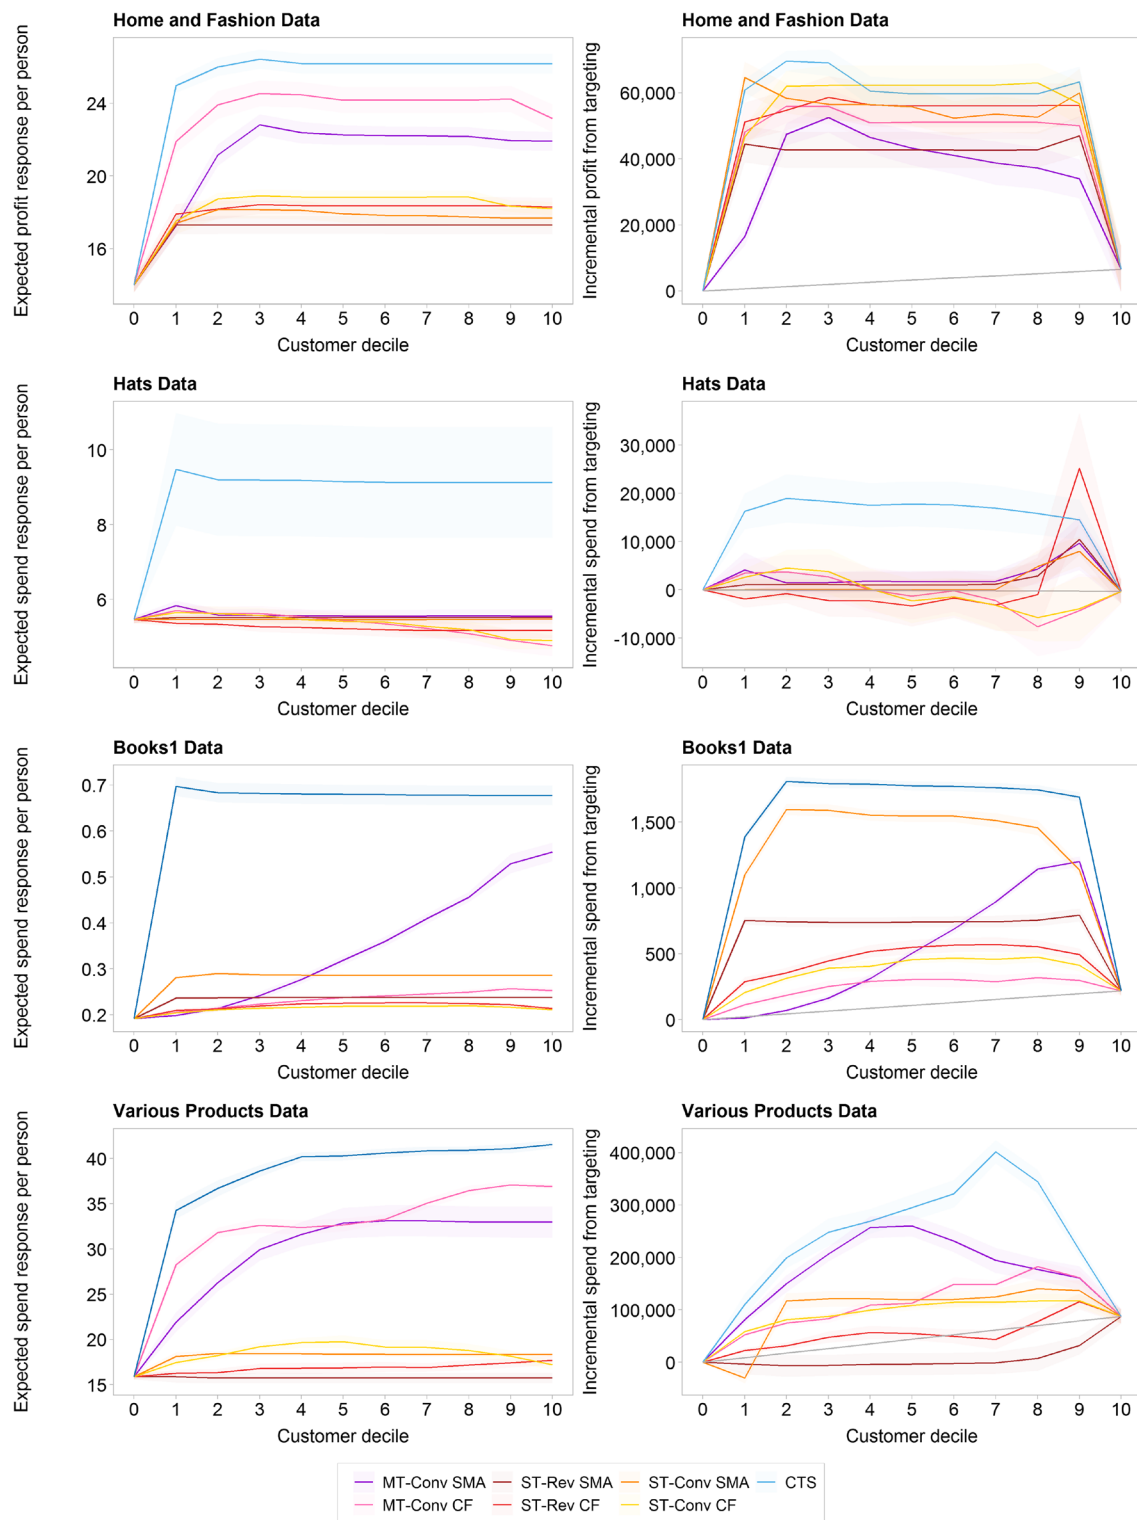 Home and Fashion Data
Expected profit response per person
24
20
16
0 1 2 3 4 5 6 7 8 9 10
Customer decile
Home and Fashion Data
Incremental profit from targeting
60,000
40,000
20,000
0
0 1 2 3 4 5 6 7 8 9 10
Customer decile
Hats Data
Expected spend response per person
10
8
6
0 1 2 3 4 5 6 7 8 9 10
Customer decile
Hats Data
Incremental spend from targeting
30,000
20,000
10,000
0
-10,000
0 1 2 3 4 5 6 7 8 9 10
Customer decile
Books1 Data
Expected spend response per person
0.7
0.6
0.5
0.4
0.3
0.2
0 1 2 3 4 5 6 7 8 9 10
Customer decile
Books1 Data
Incremental spend from targeting
1,500
1,000
500
0
0 1 2 3 4 5 6 7 8 9 10
Customer decile
Various Products Data
Expected spend response per person
40
35
30
25
20
15
0 1 2 3 4 5 6 7 8 9 10
Customer decile
Various Products Data
Incremental spend from targeting
400,000
300,000
200,000
100,000
0
0 1 2 3 4 5 6 7 8 9 10
Customer decile
MT-Conv SMA ST-Rev SMA ST-Conv SMA CTS
MT-Conv CF ST-Rev CF ST-Conv CF